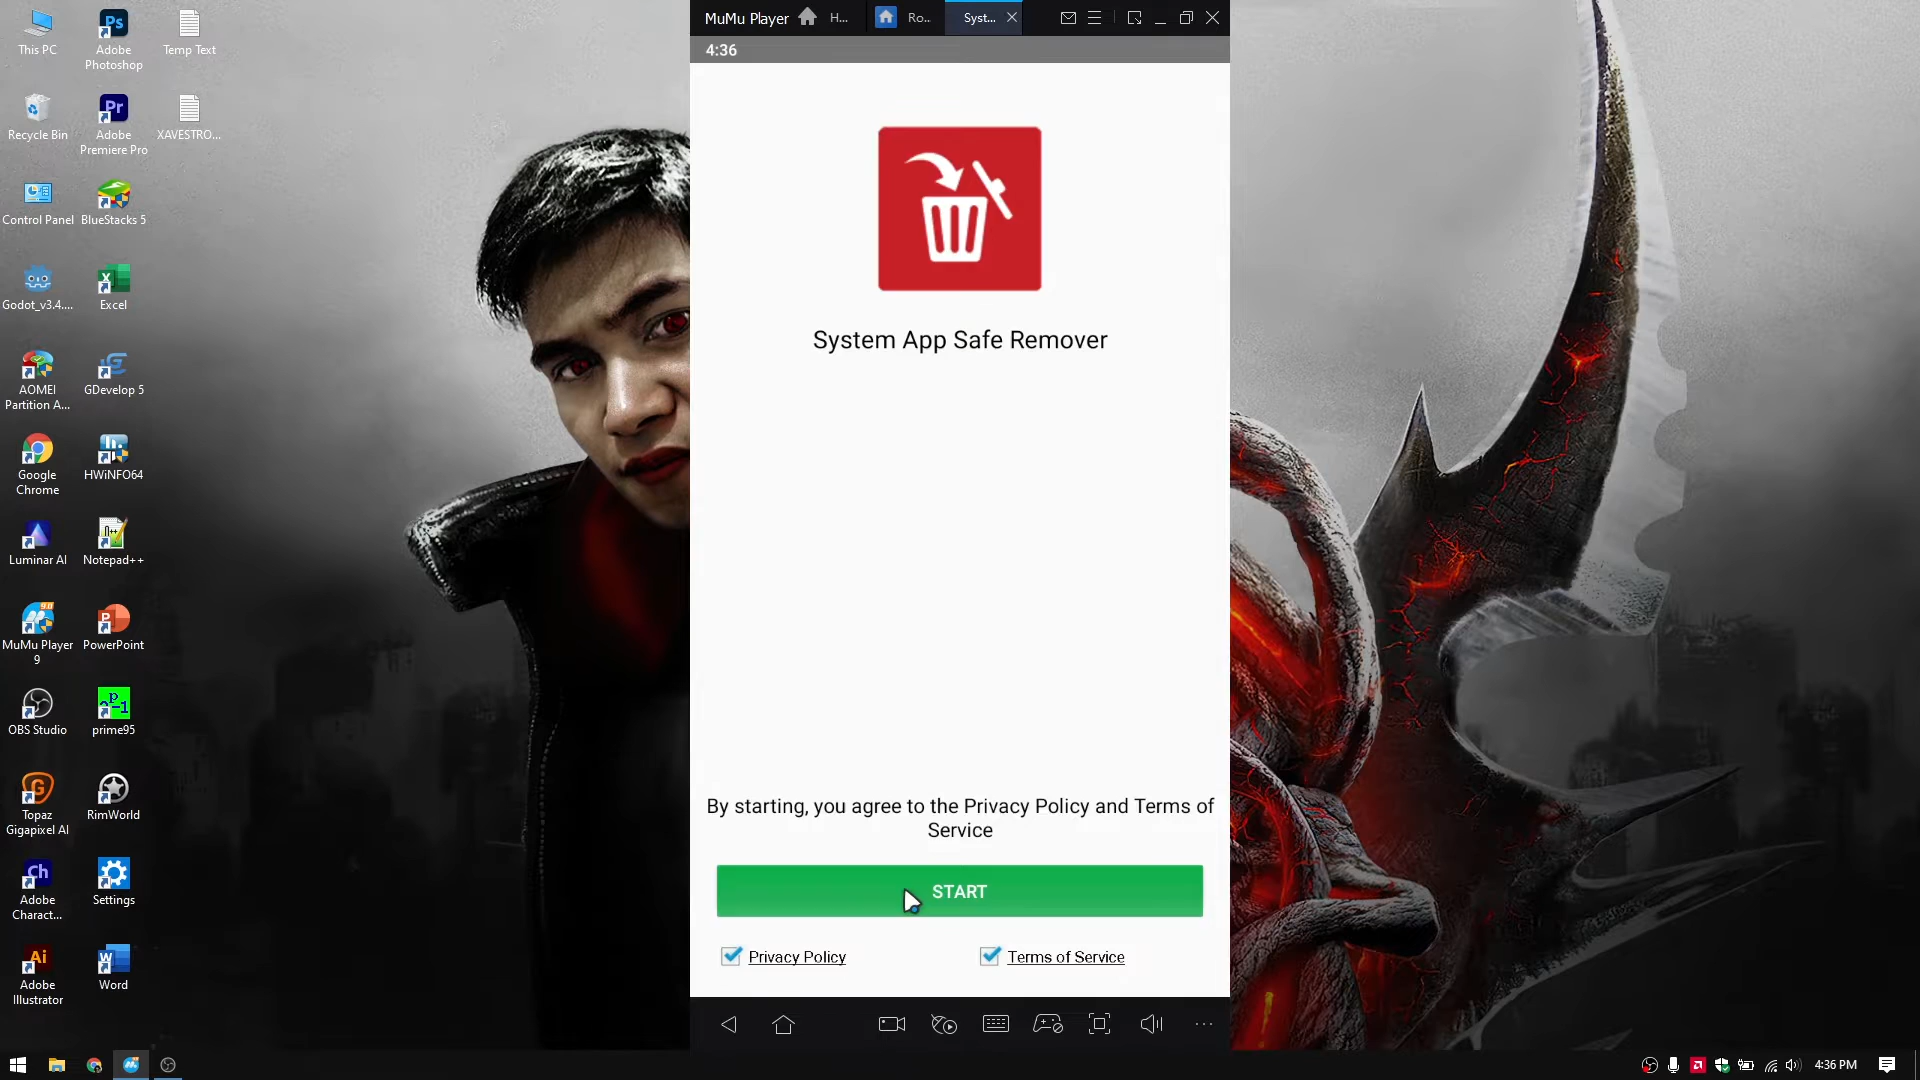 This PC
Adobe
Photoshop
Temp Text
Recycle Bin
Adobe
Premiere Pro
XAVESTRO...
Control Panel
BlueStacks 5
Godot_v3.4....
Excel
AOMEI
Partition A...
GDevelop 5
Google
Chrome
HWiNFO64
Luminar AI
Notepad++
MuMu Player
9
PowerPoint
OBS Studio
prime95
Topaz
Gigapixel AI
RimWorld
Adobe
Charact...
Settings
Adobe
Illustrator
Word
MuMu Player
H...
Ro...
Syst...
4:36
System App Safe Remover
By starting, you agree to the Privacy Policy and Terms of
Service
START
Privacy Policy
Terms of Service
4:36 PM